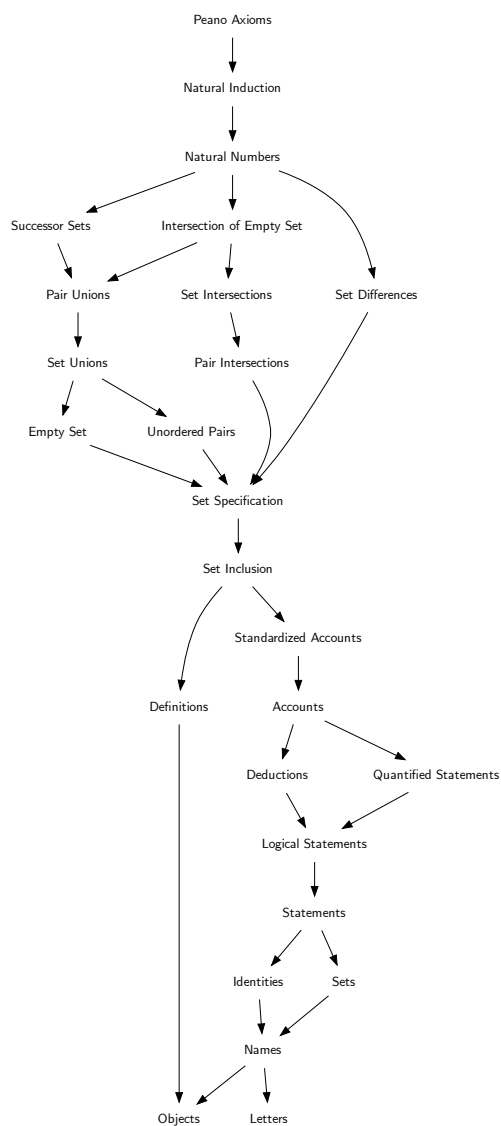 Peano Axioms
Natural Induction
Natural Numbers
Successor Sets
Intersection of Empty Set
Pair Unions
Set Intersections
Set Differences
Set Unions
Pair Intersections
Empty Set
Unordered Pairs
Set Specification
Set Inclusion
Standardized Accounts
Definitions
Accounts
Deductions
Quantified Statements
Logical Statements
Statements
Identities
Sets
Names
Objects
Letters